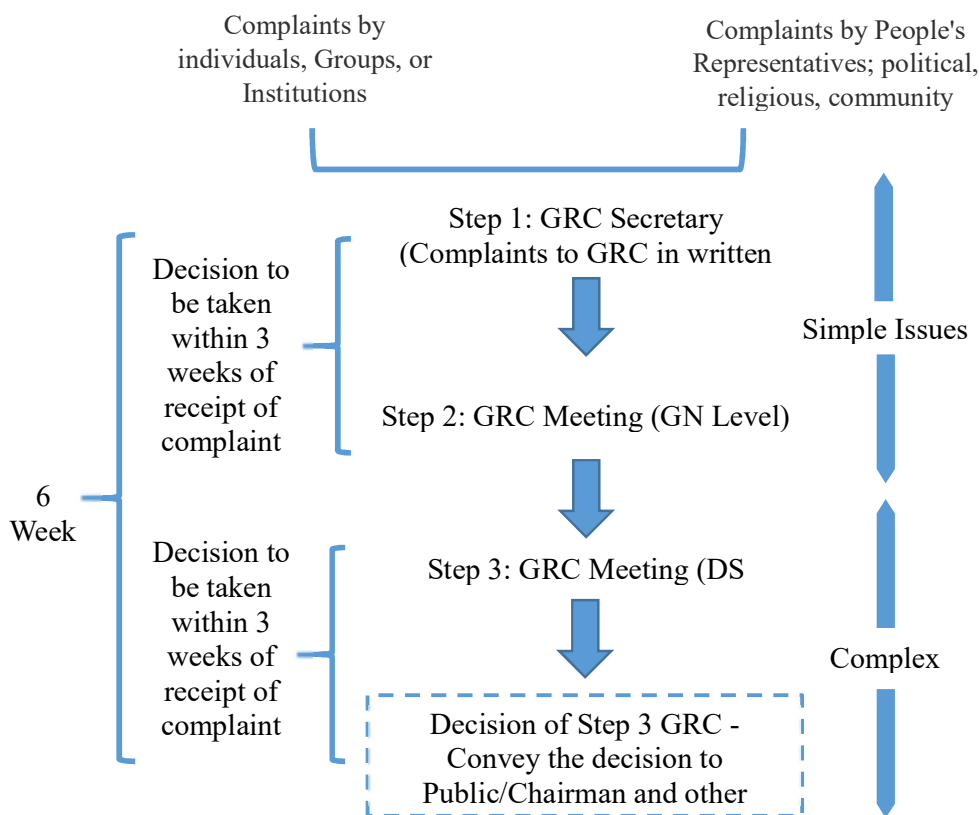 Complaints by
individuals, Groups, or
Institutions
Complaints by People's
Representatives; political,
religious, community
Step 1: GRC Secretary
(Complaints to GRC in written
Decision to
be taken
within 3
weeks of
receipt of
complaint
Simple Issues
Step 2: GRC Meeting (GN Level)
6
Week
Step 3: GRC Meeting (DS
Decision to
be taken
within 3
weeks of
receipt of
complaint
Complex
Decision of Step 3 GRC -
Convey the decision to
Public/Chairman and other